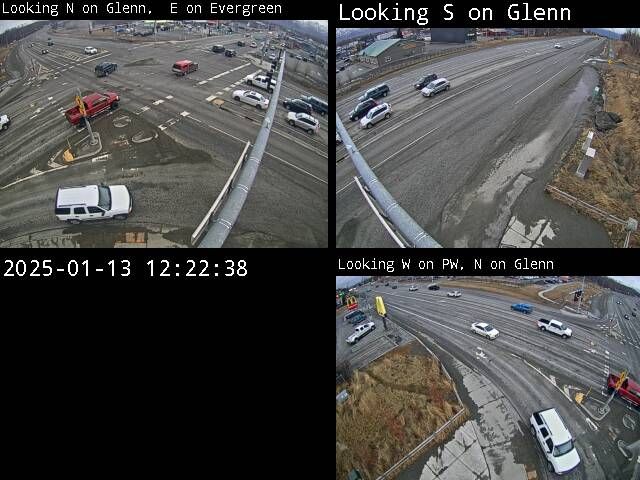 Looking N on Glenn, E on Evergreen
Looking S on Glenn
2025-01-13 12:22:38
Looking W on PW, N on Glenn